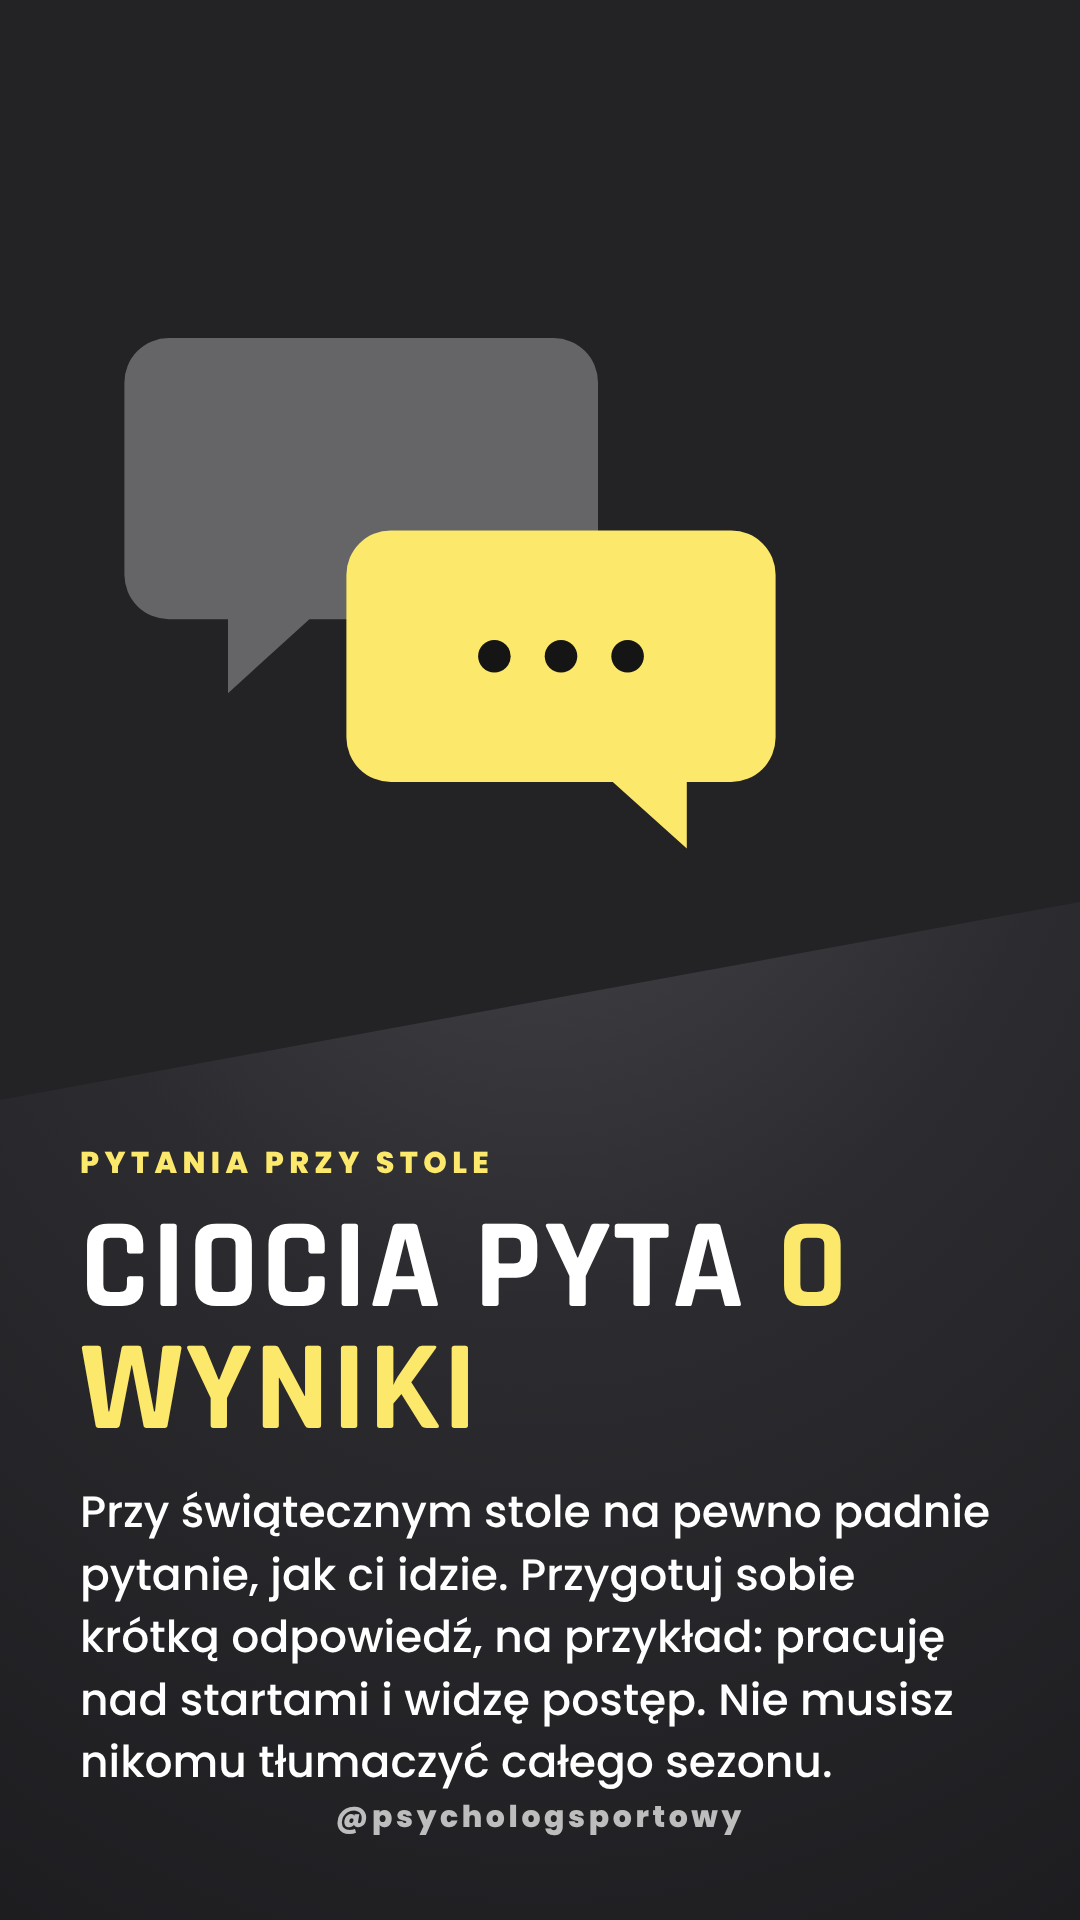 PYTANIA PRZY STOLE
CIOCIA PYTA O
WYNIKI
Przy świątecznym stole na pewno padnie
pytanie, jak ci idzie. Przygotuj sobie
krótką odpowiedź, na przykład: pracuję
nad startami i widzę postęp. Nie musisz
nikomu tłumaczyć całego sezonu.
@psychologsportowy